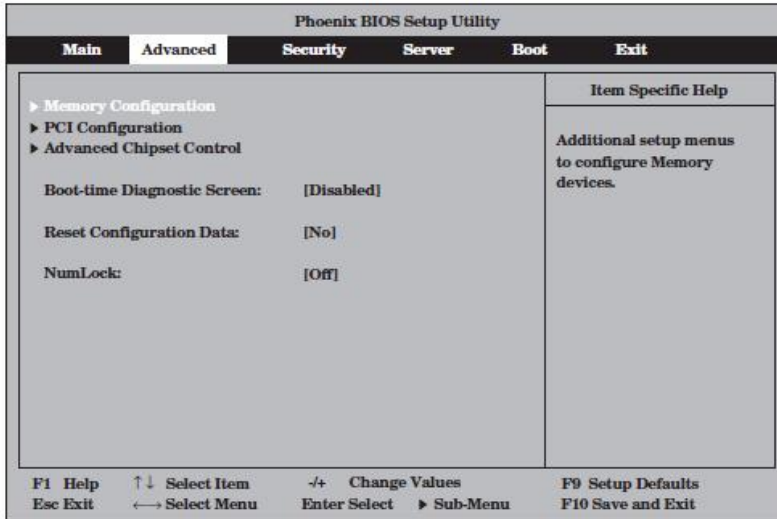 Phoenix BIOS Setup Utility
Main Advanced Security Server Boot Exit
▶ Memory Configuration
▶ PCI Configuration
▶ Advanced Chipset Control
Boot-time Diagnostic Screen: [Disabled]
Reset Configuration Data: [No]
NumLock: [Off]
Item Specific Help
Additional setup menus
to configure Memory
devices.
F1 Help ↑↓ Select Item -/+ Change Values F9 Setup Defaults
Esc Exit ←→ Select Menu Enter Select ▶ Sub-Menu F10 Save and Exit